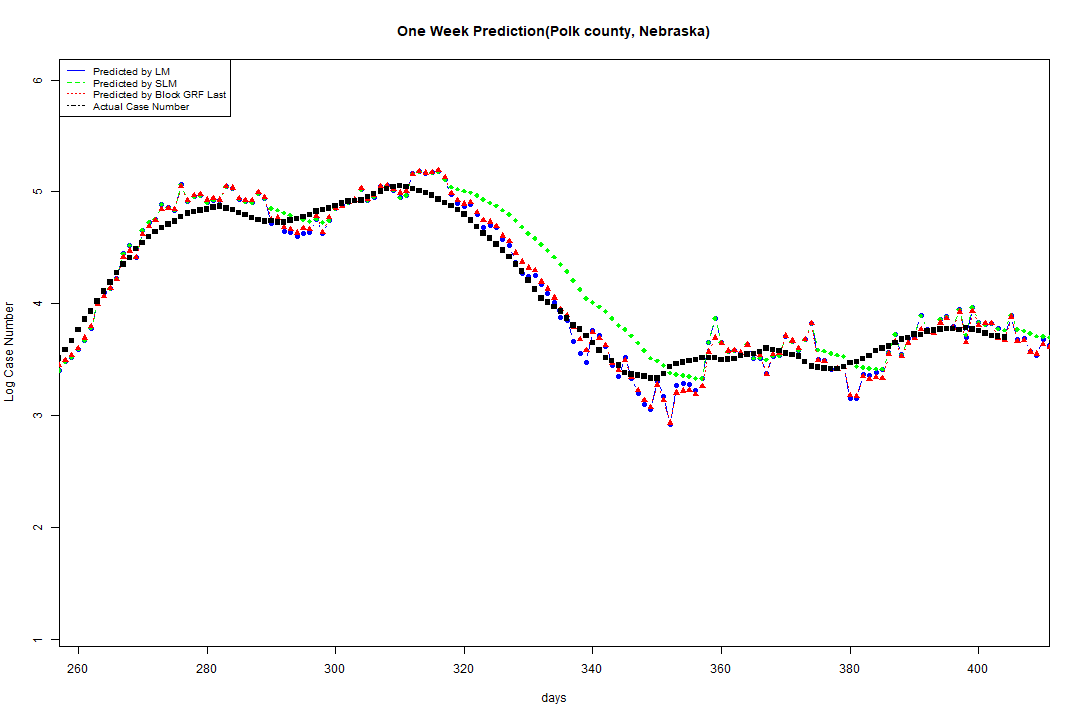 One Week Prediction(Polk county, Nebraska)
Predicted by LM
Predicted by SLM
Predicted by Block GRF Last
Actual Case Number
Log Case Number
6
5
4
3
2
1
260 280 300 320 340 360 380 400
days